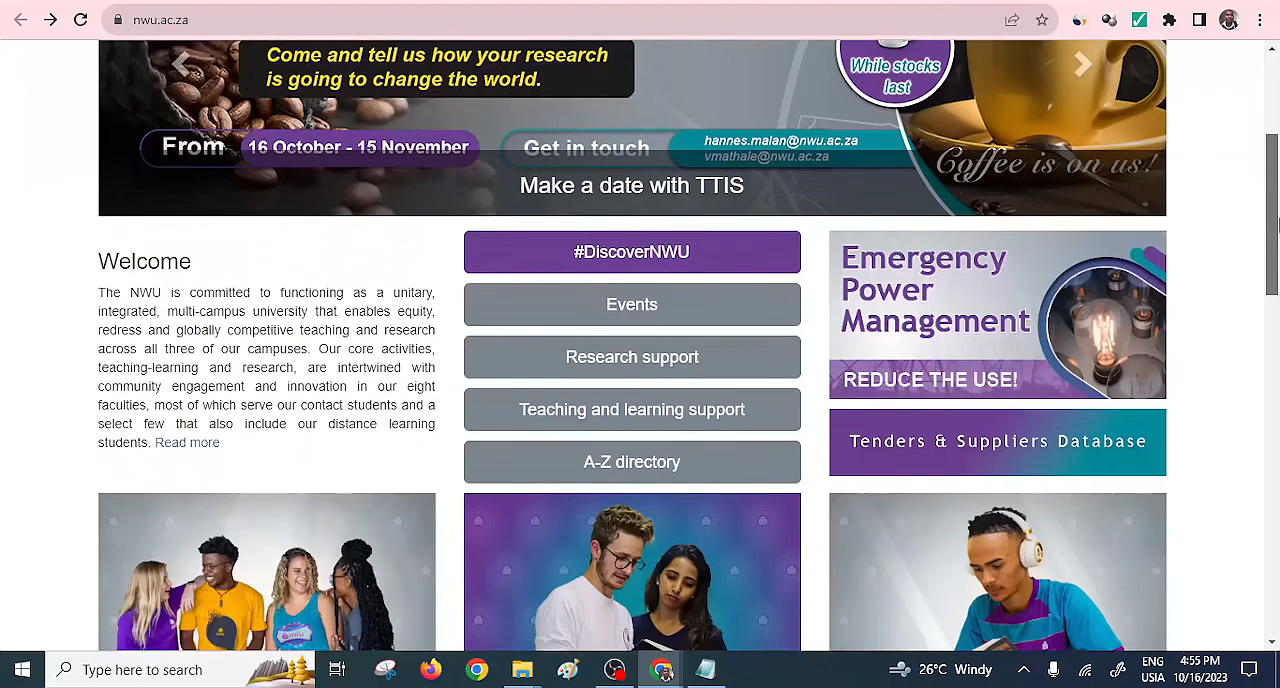 nwu.ac.za
Come and tell us how your research
is going to change the world.
While stocks
last
From 16 October - 15 November
Get in touch
hannes.malan@nwu.ac.za
vmathale@nwu.ac.za
Coffee is on us!
Make a date with TTIS
Welcome
The NWU is committed to functioning as a unitary,
integrated, multi-campus university that enables equity,
redress and globally competitive teaching and research
across all three of our campuses. Our core activities,
teaching-learning and research, are intertwined with
community engagement and innovation in our eight
faculties, most of which serve our contact students and a
select few that also include our distance learning
students. Read more
#DiscoverNWU
Events
Research support
Teaching and learning support
A-Z directory
Emergency
Power
Management
REDUCE THE USE!
Tenders & Suppliers Database
NWU
Type here to search
26°C Windy
ENG
USIA
4:55 PM
10/16/2023